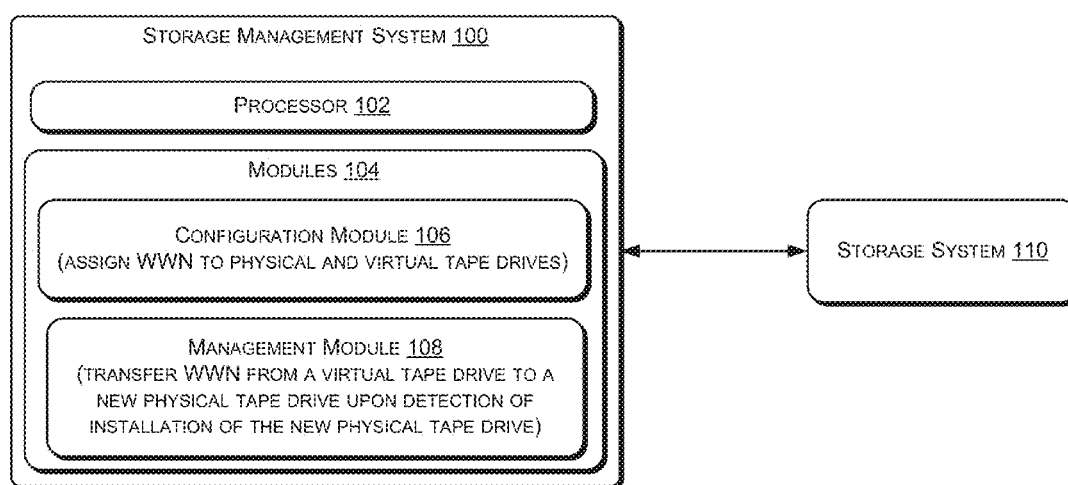 STORAGE MANAGEMENT SYSTEM 100
PROCESSOR 102
MODULES 104
CONFIGURATION MODULE 106
(ASSIGN WWN TO PHYSICAL AND VIRTUAL TAPE DRIVES)
MANAGEMENT MODULE 108
(TRANSFER WWN FROM A VIRTUAL TAPE DRIVE TO A
NEW PHYSICAL TAPE DRIVE UPON DETECTION OF
INSTALLATION OF THE NEW PHYSICAL TAPE DRIVE)
STORAGE SYSTEM 110